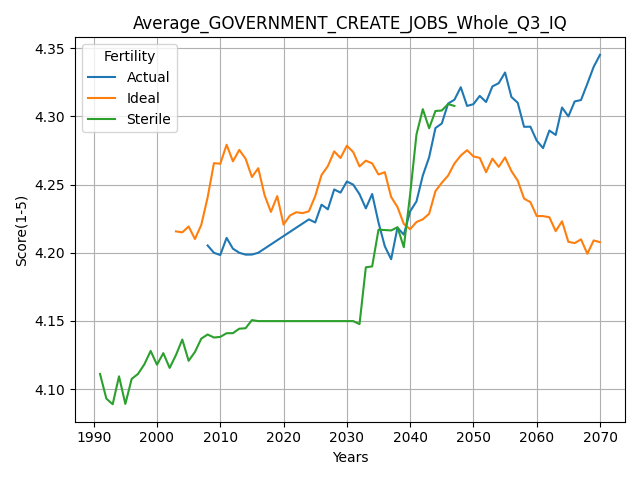 Average_GOVERNMENT_CREATE_JOBS_Whole_Q3_IQ
Fertility
Actual
Ideal
Sterile
4.35
4.30
4.25
4.20
4.15
4.10
Score(1-5)
1990 2000 2010 2020 2030 2040 2050 2060 2070
Years